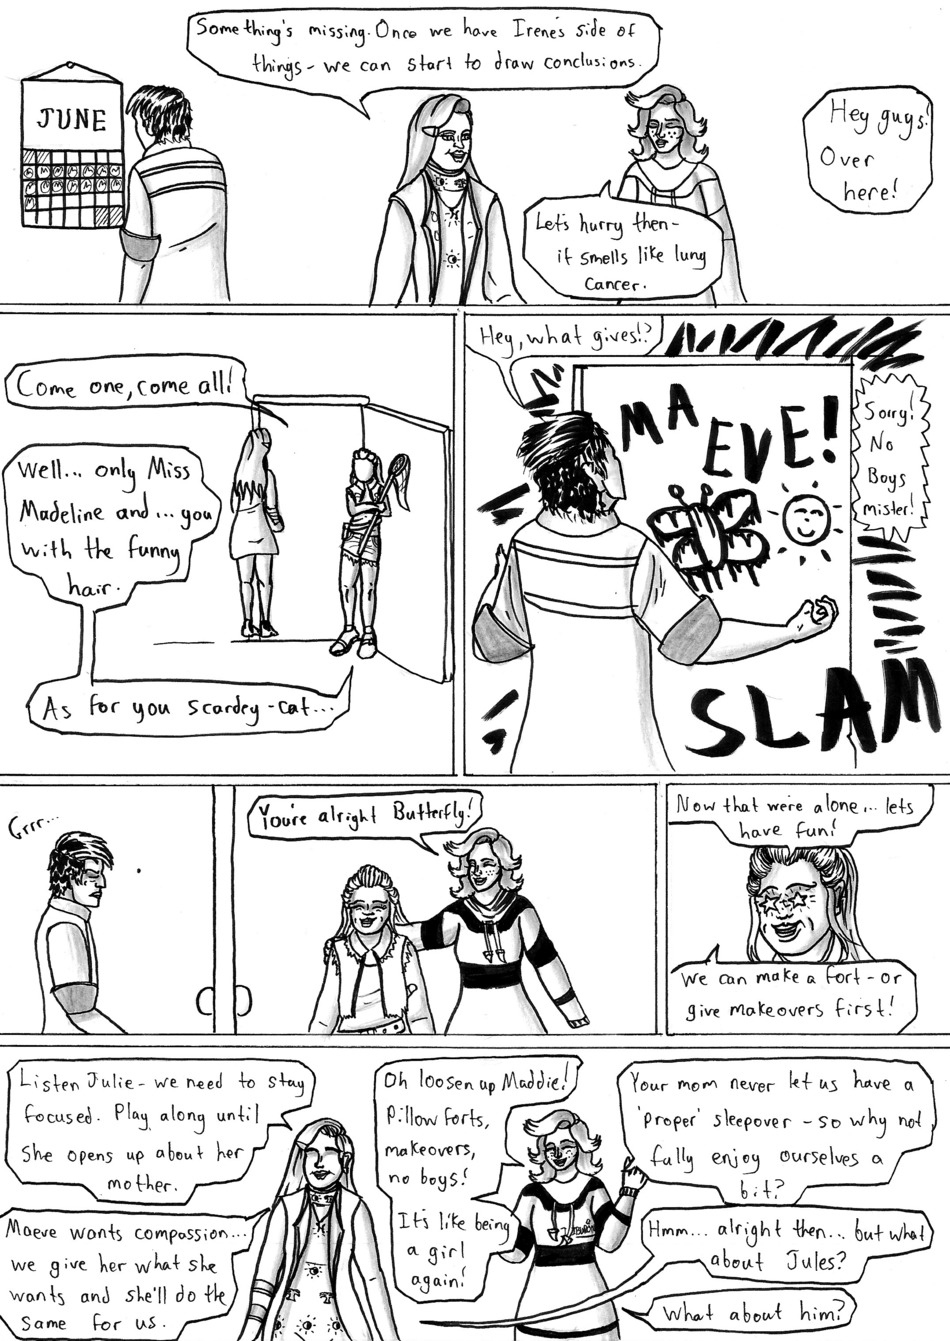 Something's missing. Once we have Irene's side of
things - we can start to draw conclusions.
JUNE
Hey guys!
Over
here!
Let's hurry then -
it smells like lung
cancer.
Come one, come all!
Well... only Miss
Madeline and... you
with the funny
hair.
As for you scardey-cat...
Hey, what gives!?
MAEVE!
Sorry!
No
Boys
mister!
SLAM
Grrr...
You're alright Butterfly!
Now that we're alone... lets
have fun!
We can make a fort - or
give makeovers first!
Listen Julie - we need to stay
focused. Play along until
she opens up about her
mother.
Maeve wants compassion...
we give her what she
wants and she'll do the
same for us.
Oh loosen up Maddie!
Pillow forts,
makeovers,
no boys!
It's like being
a girl
again!
Your mom never let us have a
'proper' sleepover - so why not
fully enjoy ourselves a
bit?
Hmm... alright then... but what
about Jules?
What about him?